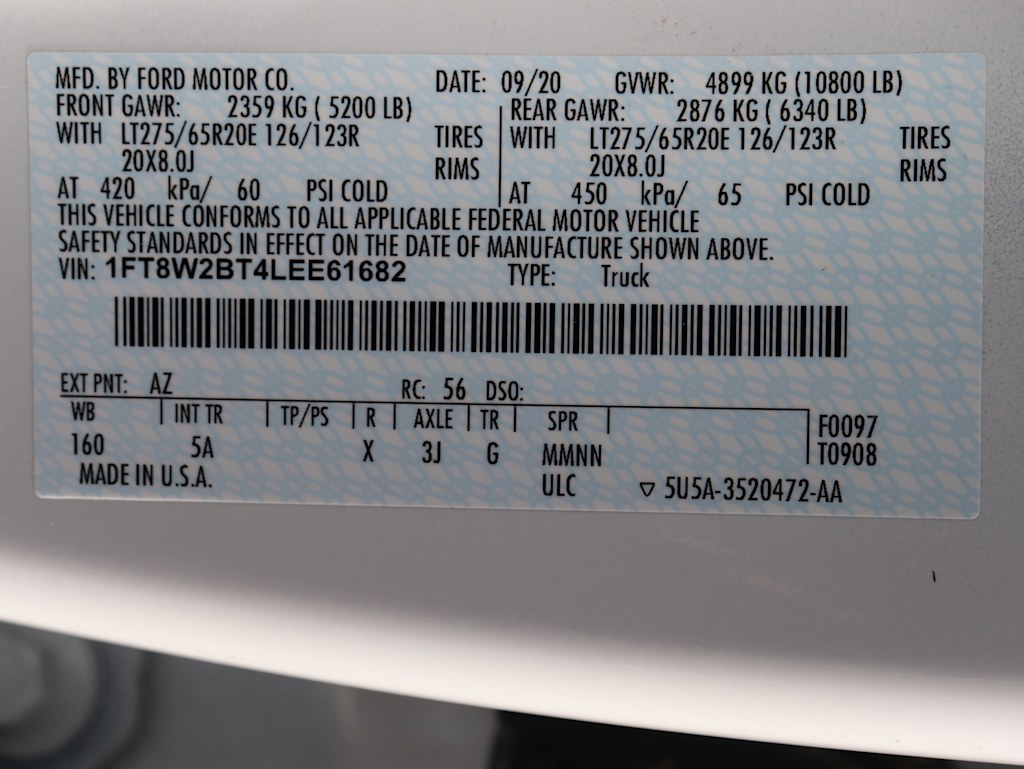 MFD. BY FORD MOTOR CO. DATE: 09/20 GVWR: 4899 KG (10800 LB)
FRONT GAWR: 2359 KG ( 5200 LB) REAR GAWR: 2876 KG ( 6340 LB)
WITH LT275/65R20E 126/123R TIRES WITH LT275/65R20E 126/123R TIRES
20X8.0J RIMS 20X8.0J RIMS
AT 420 kPa/ 60 PSI COLD AT 450 kPa/ 65 PSI COLD
THIS VEHICLE CONFORMS TO ALL APPLICABLE FEDERAL MOTOR VEHICLE
SAFETY STANDARDS IN EFFECT ON THE DATE OF MANUFACTURE SHOWN ABOVE.
VIN: 1FT8W2BT4LEE61682 TYPE: Truck
EXT PNT: AZ RC: 56 DSO:
WB INT TR TP/PS R AXLE TR SPR F0097
160 5A X 3J G MMNN T0908
MADE IN U.S.A. ULC ▽ 5U5A-3520472-AA